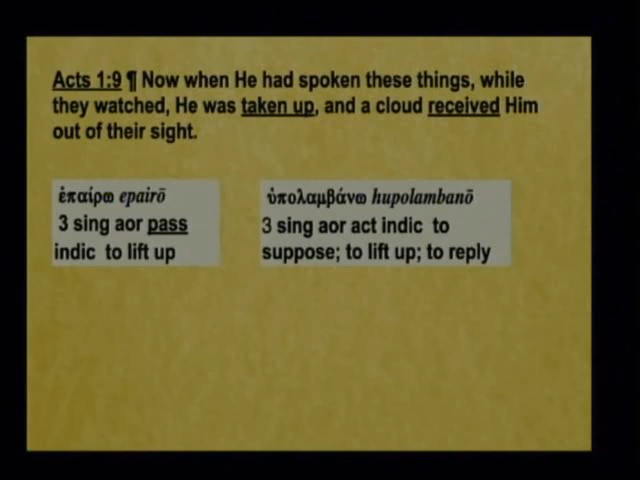 Acts 1:9 ¶ Now when He had spoken these things, while
they watched, He was taken up, and a cloud received Him
out of their sight.
ἐπαίρω epairō
3 sing aor pass
indic to lift up
ὑπολαμβάνω hupolambanō
3 sing aor act indic to
suppose; to lift up; to reply